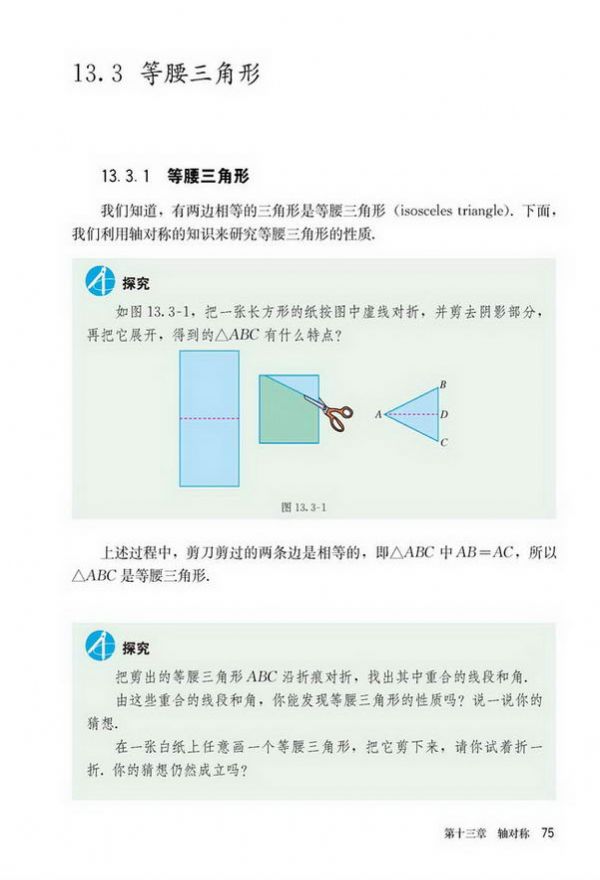 13.3 等腰三角形
13.3.1 等腰三角形
我们知道，有两边相等的三角形是等腰三角形（isosceles triangle）. 下面，
我们利用轴对称的知识来研究等腰三角形的性质.
探究
如图 13.3-1，把一张长方形的纸按图中虚线对折，并剪去阴影部分，
再把它展开，得到的△ABC 有什么特点？
B
A
D
C
图 13.3-1
上述过程中，剪刀剪过的两条边是相等的，即△ABC 中 AB＝AC，所以
△ABC 是等腰三角形.
探究
把剪出的等腰三角形 ABC 沿折痕对折，找出其中重合的线段和角.
由这些重合的线段和角，你能发现等腰三角形的性质吗？说一说你的
猜想.
在一张白纸上任意画一个等腰三角形，把它剪下来，请你试着折一
折. 你的猜想仍然成立吗？
第十三章 轴对称 75